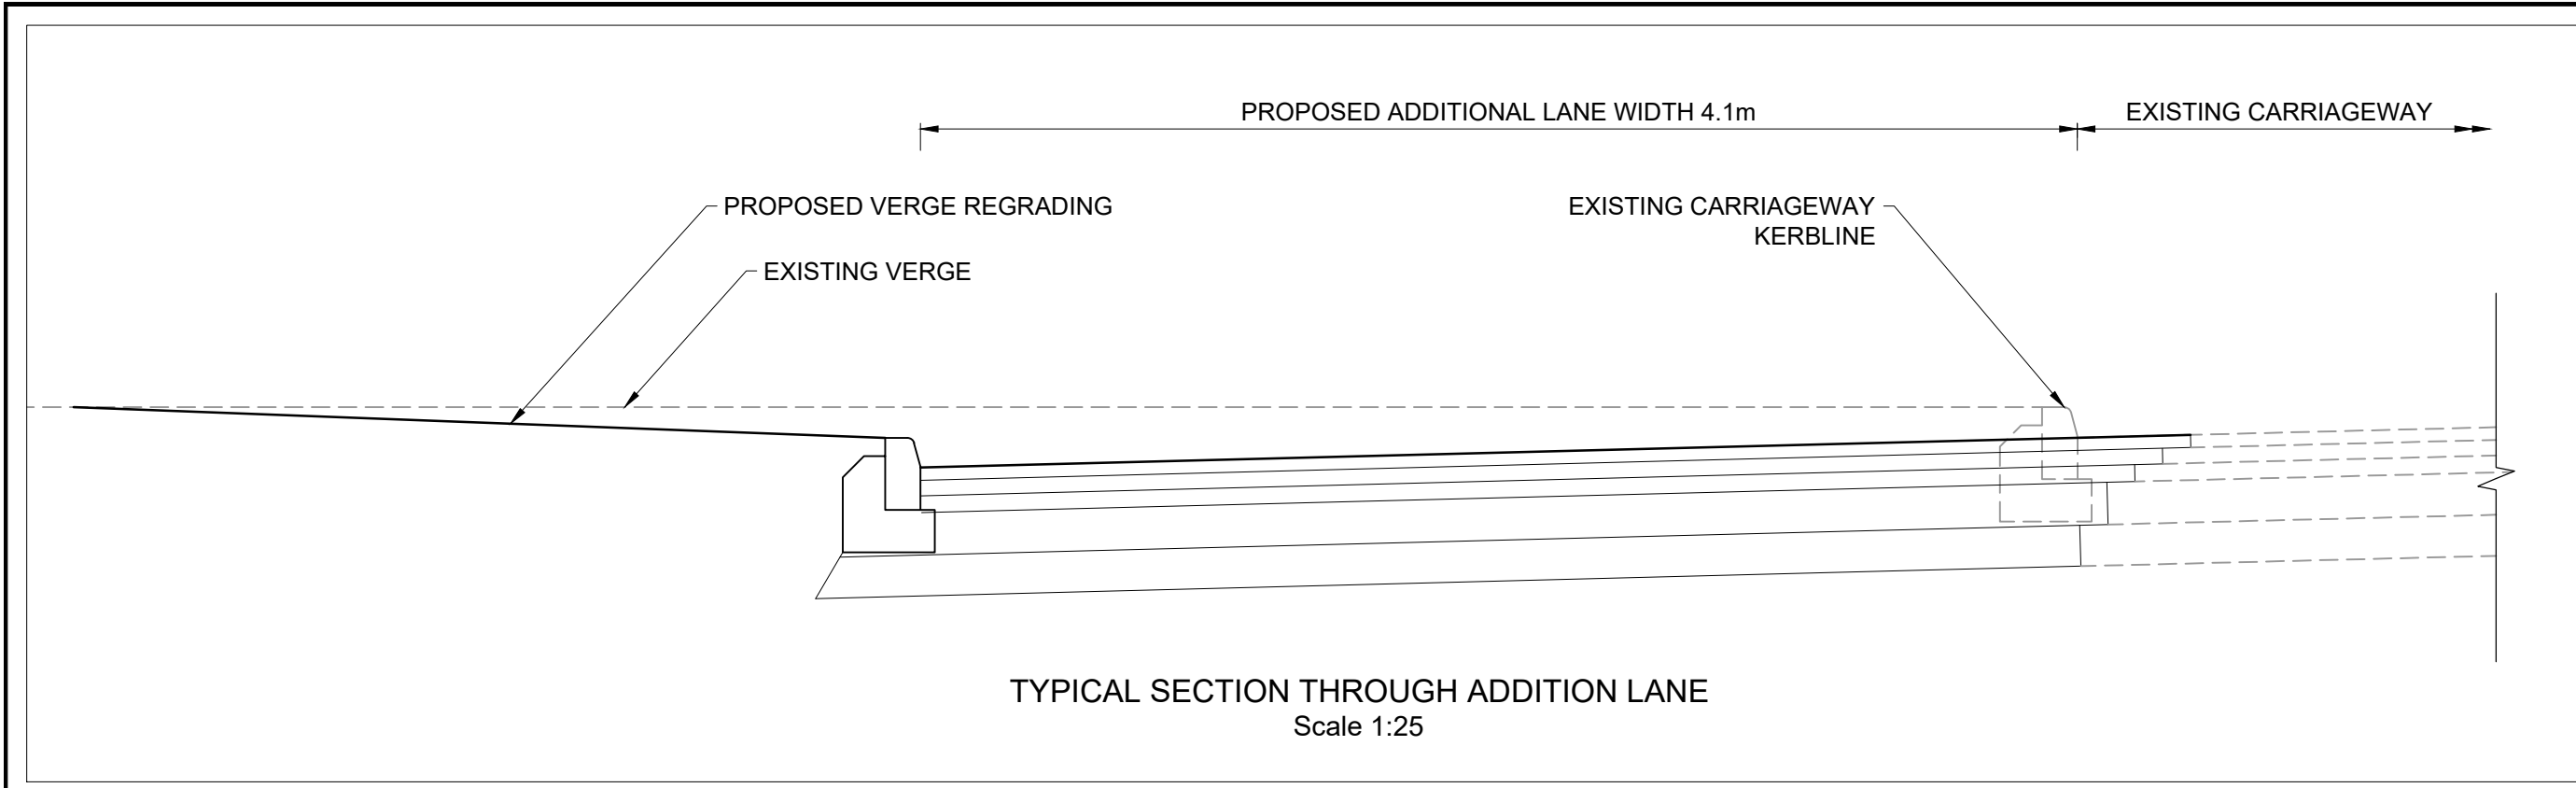 PROPOSED ADDITIONAL LANE WIDTH 4.1m
EXISTING CARRIAGEWAY
PROPOSED VERGE REGRADING
EXISTING CARRIAGEWAY
KERBLINE
EXISTING VERGE
TYPICAL SECTION THROUGH ADDITION LANE
Scale 1:25